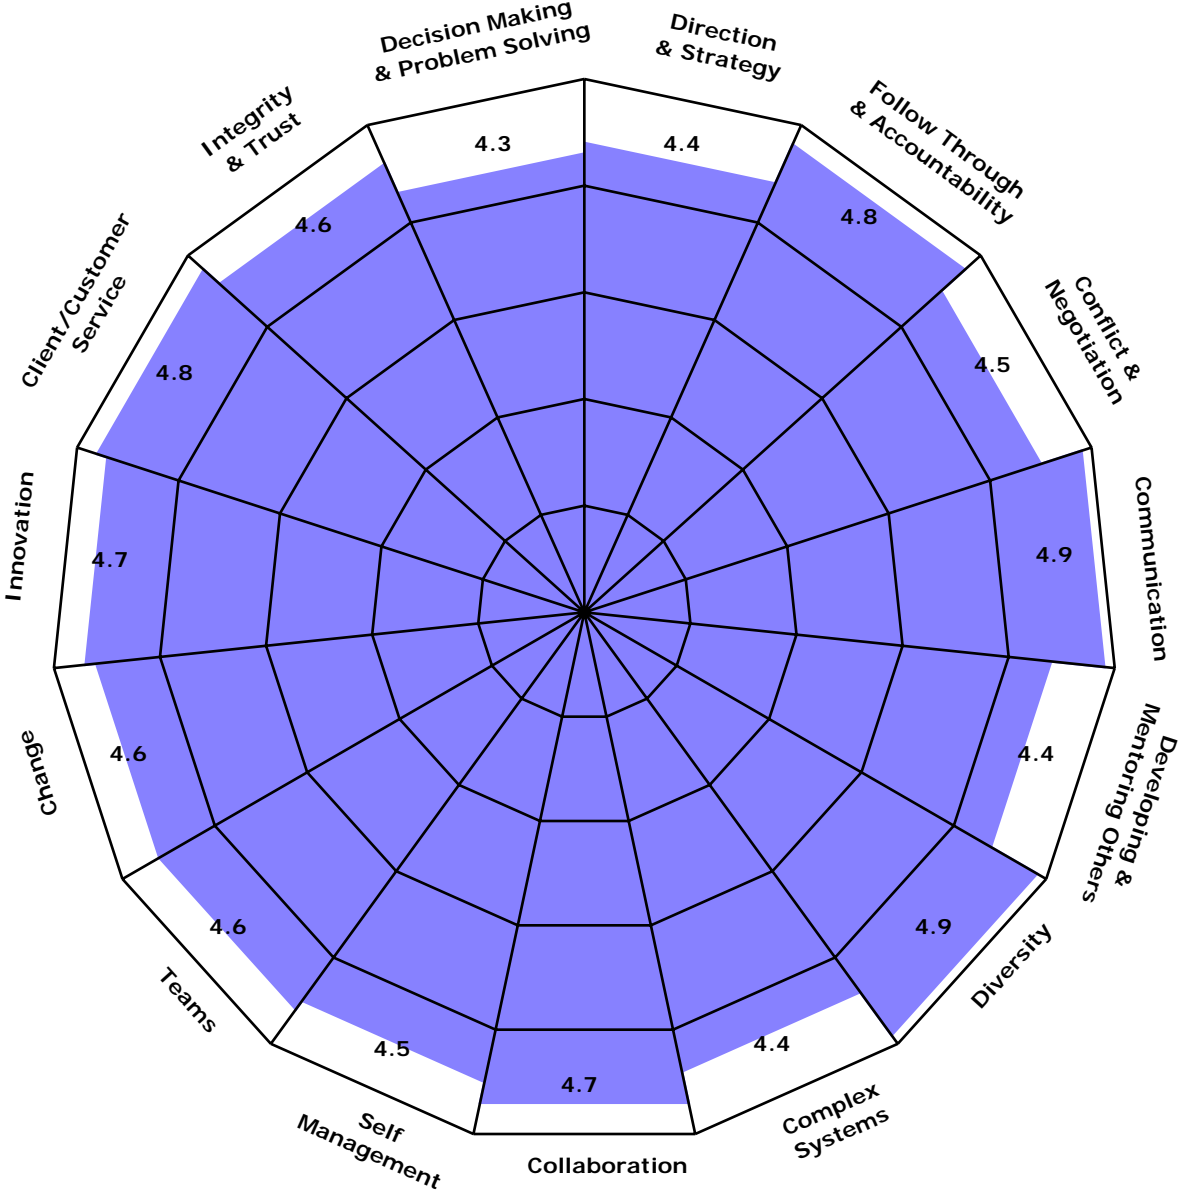 Decision Making
& Problem Solving
4.3
Direction
& Strategy
4.4
Follow Through
& Accountability
4.8
Conflict &
Negotiation
4.5
Communication
4.9
Developing &
Mentoring Others
4.4
Diversity
4.9
Complex
Systems
4.4
Collaboration
4.7
Self
Management
4.5
Teams
4.6
Change
4.6
Innovation
4.7
Client/Customer
Service
4.8
Integrity
& Trust
4.6